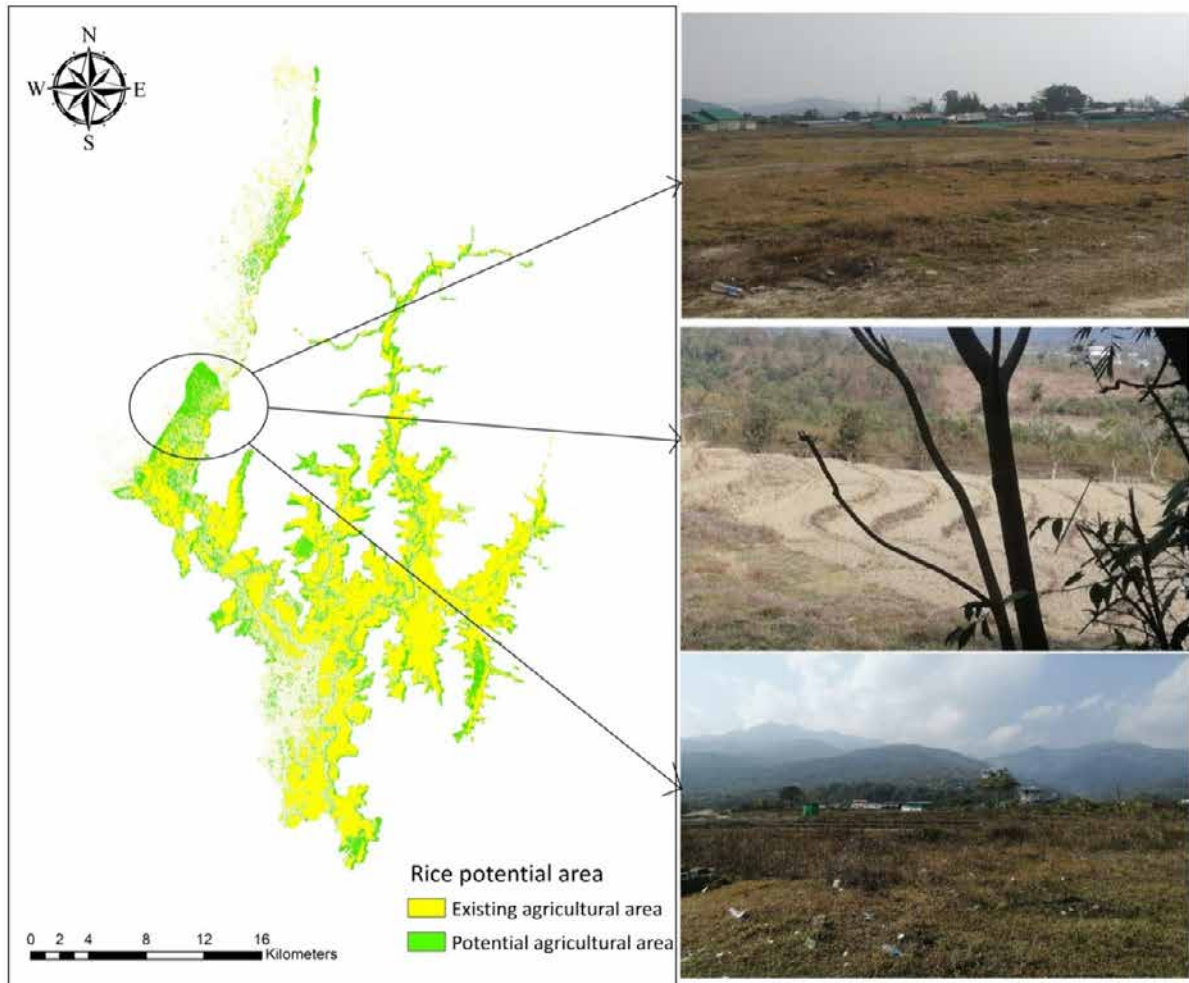 N
W E
S
Rice potential area
Existing agricultural area
Potential agricultural area
0 2 4 8 12 16
Kilometers